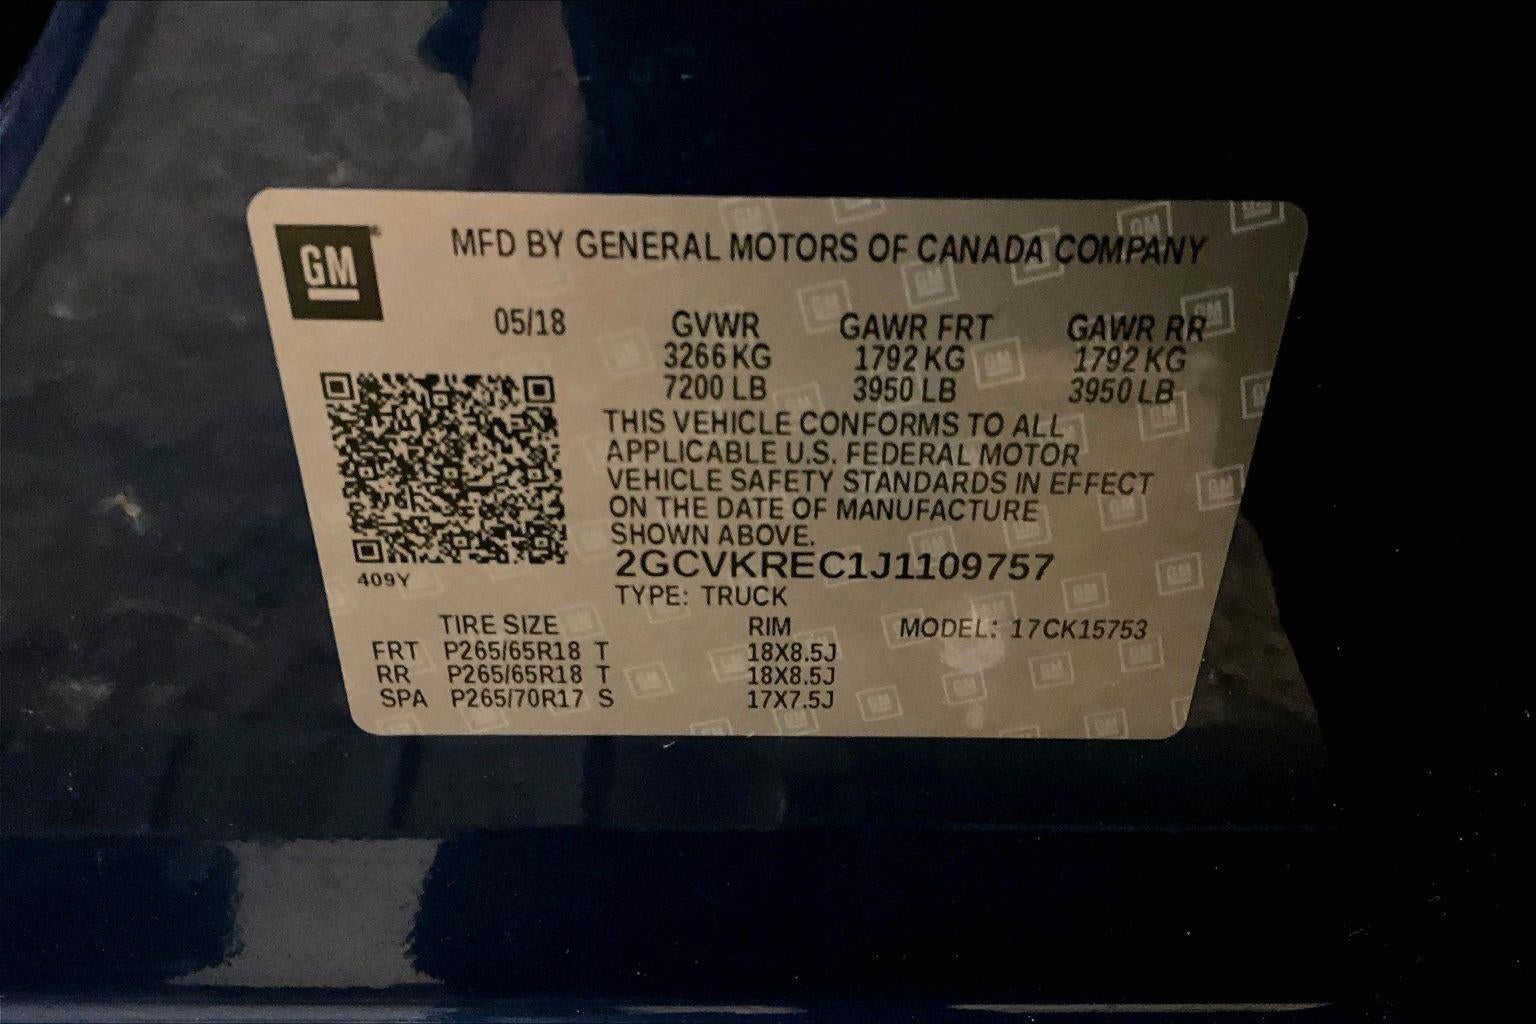 GM
MFD BY GENERAL MOTORS OF CANADA COMPANY
05/18 GVWR GAWR FRT GAWR RR
3266 KG 1792 KG 1792 KG
7200 LB 3950 LB 3950 LB
THIS VEHICLE CONFORMS TO ALL
APPLICABLE U.S. FEDERAL MOTOR
VEHICLE SAFETY STANDARDS IN EFFECT
ON THE DATE OF MANUFACTURE
SHOWN ABOVE.
2GCVKREC1J1109757
409Y
TYPE: TRUCK
TIRE SIZE RIM MODEL: 17CK15753
FRT P265/65R18 T 18X8.5J
RR P265/65R18 T 18X8.5J
SPA P265/70R17 S 17X7.5J